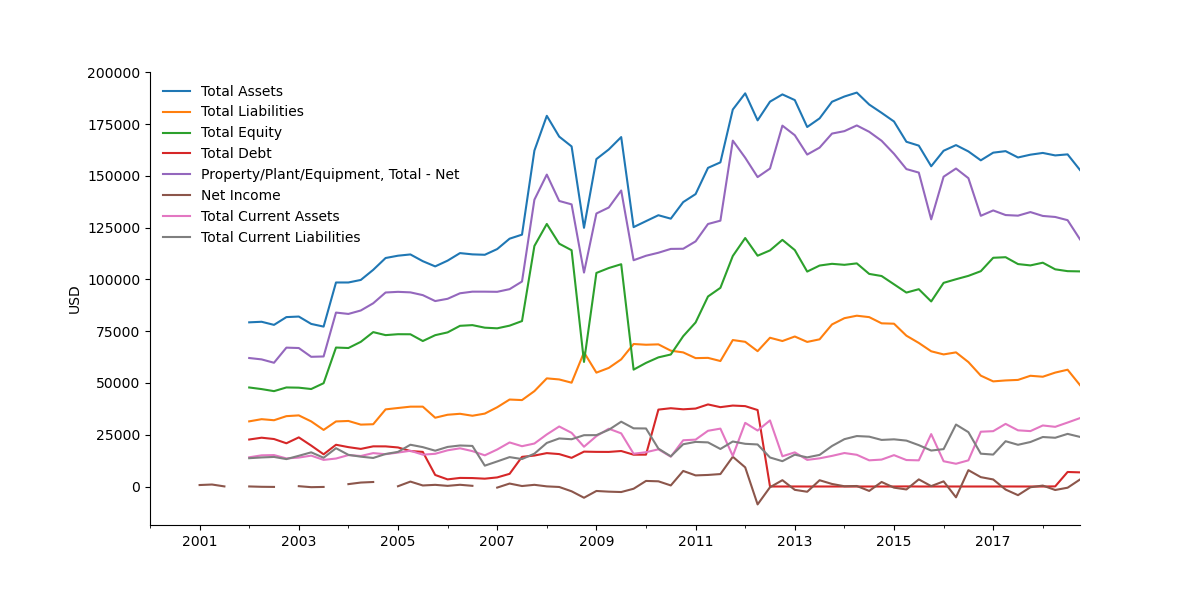 200000
175000
150000
125000
100000
75000
50000
25000
0
USD
Total Assets
Total Liabilities
Total Equity
Total Debt
Property/Plant/Equipment, Total - Net
Net Income
Total Current Assets
Total Current Liabilities
2001 2003 2005 2007 2009 2011 2013 2015 2017